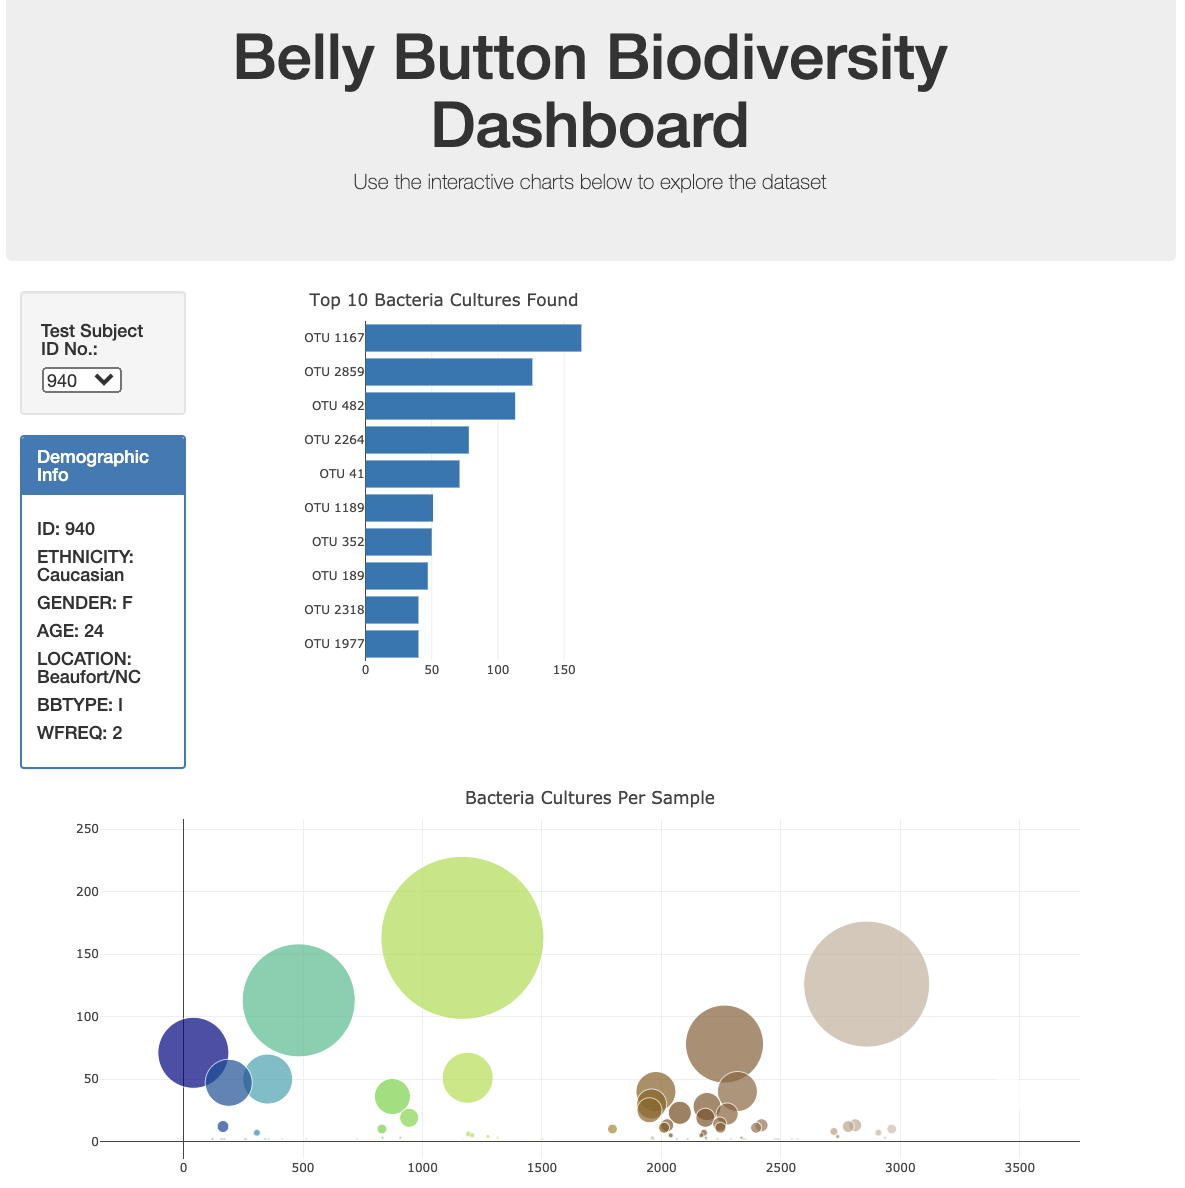 Belly Button Biodiversity
Dashboard
Use the interactive charts below to explore the dataset
Test Subject
ID No.:
940
Demographic
Info
ID: 940
ETHNICITY:
Caucasian
GENDER: F
AGE: 24
LOCATION:
Beaufort/NC
BBTYPE: I
WFREQ: 2
Top 10 Bacteria Cultures Found
OTU 1167
OTU 2859
OTU 482
OTU 2264
OTU 41
OTU 1189
OTU 352
OTU 189
OTU 2318
OTU 1977
0 50 100 150
Bacteria Cultures Per Sample
250
200
150
100
50
0
0 500 1000 1500 2000 2500 3000 3500